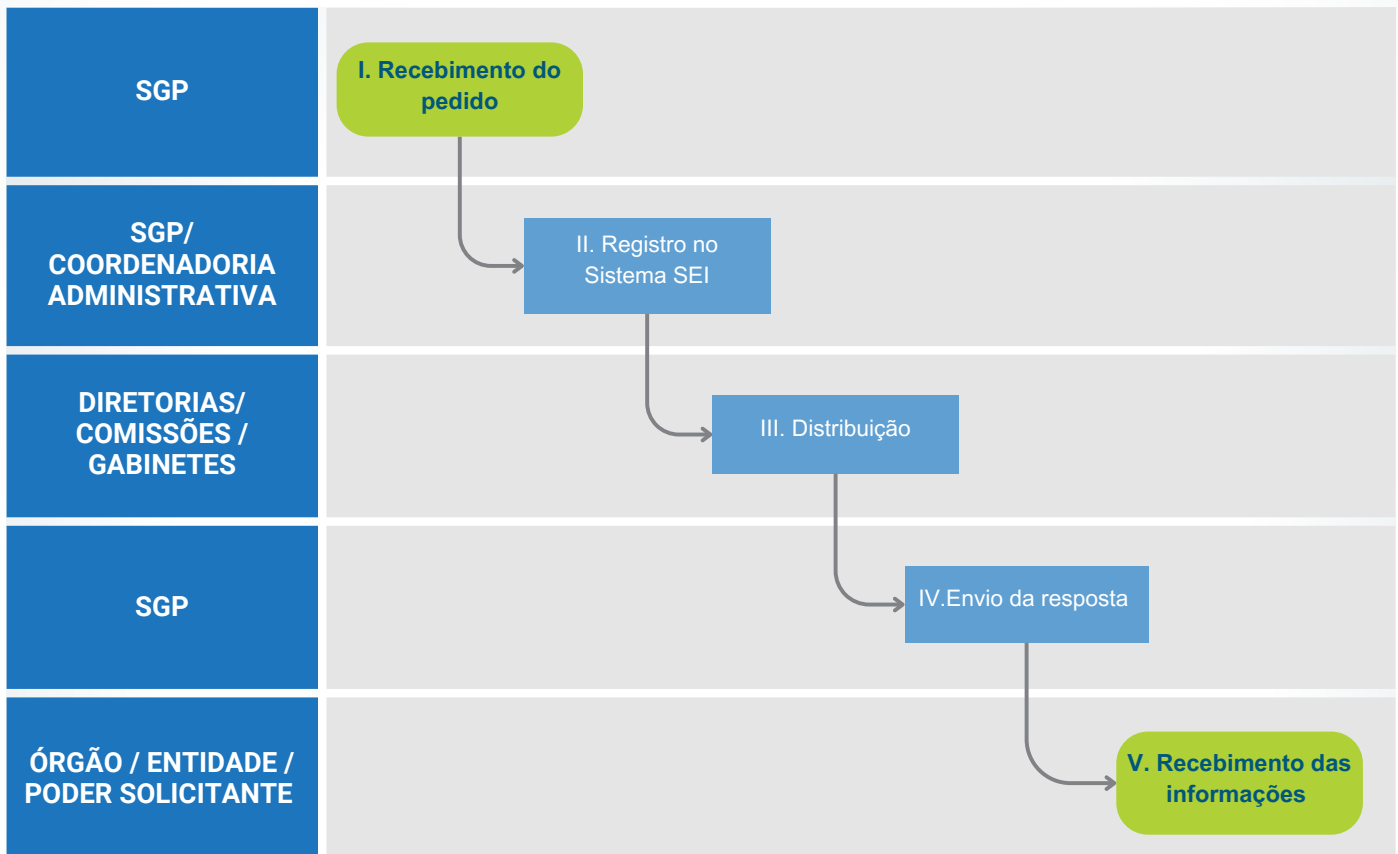 SGP
I. Recebimento do
pedido
SGP/
COORDENADORIA
ADMINISTRATIVA
II. Registro no
Sistema SEI
DIRETORIAS/
COMISSÕES /
GABINETES
III. Distribuição
SGP
IV.Envio da resposta
ÓRGÃO / ENTIDADE /
PODER SOLICITANTE
V. Recebimento das
informações